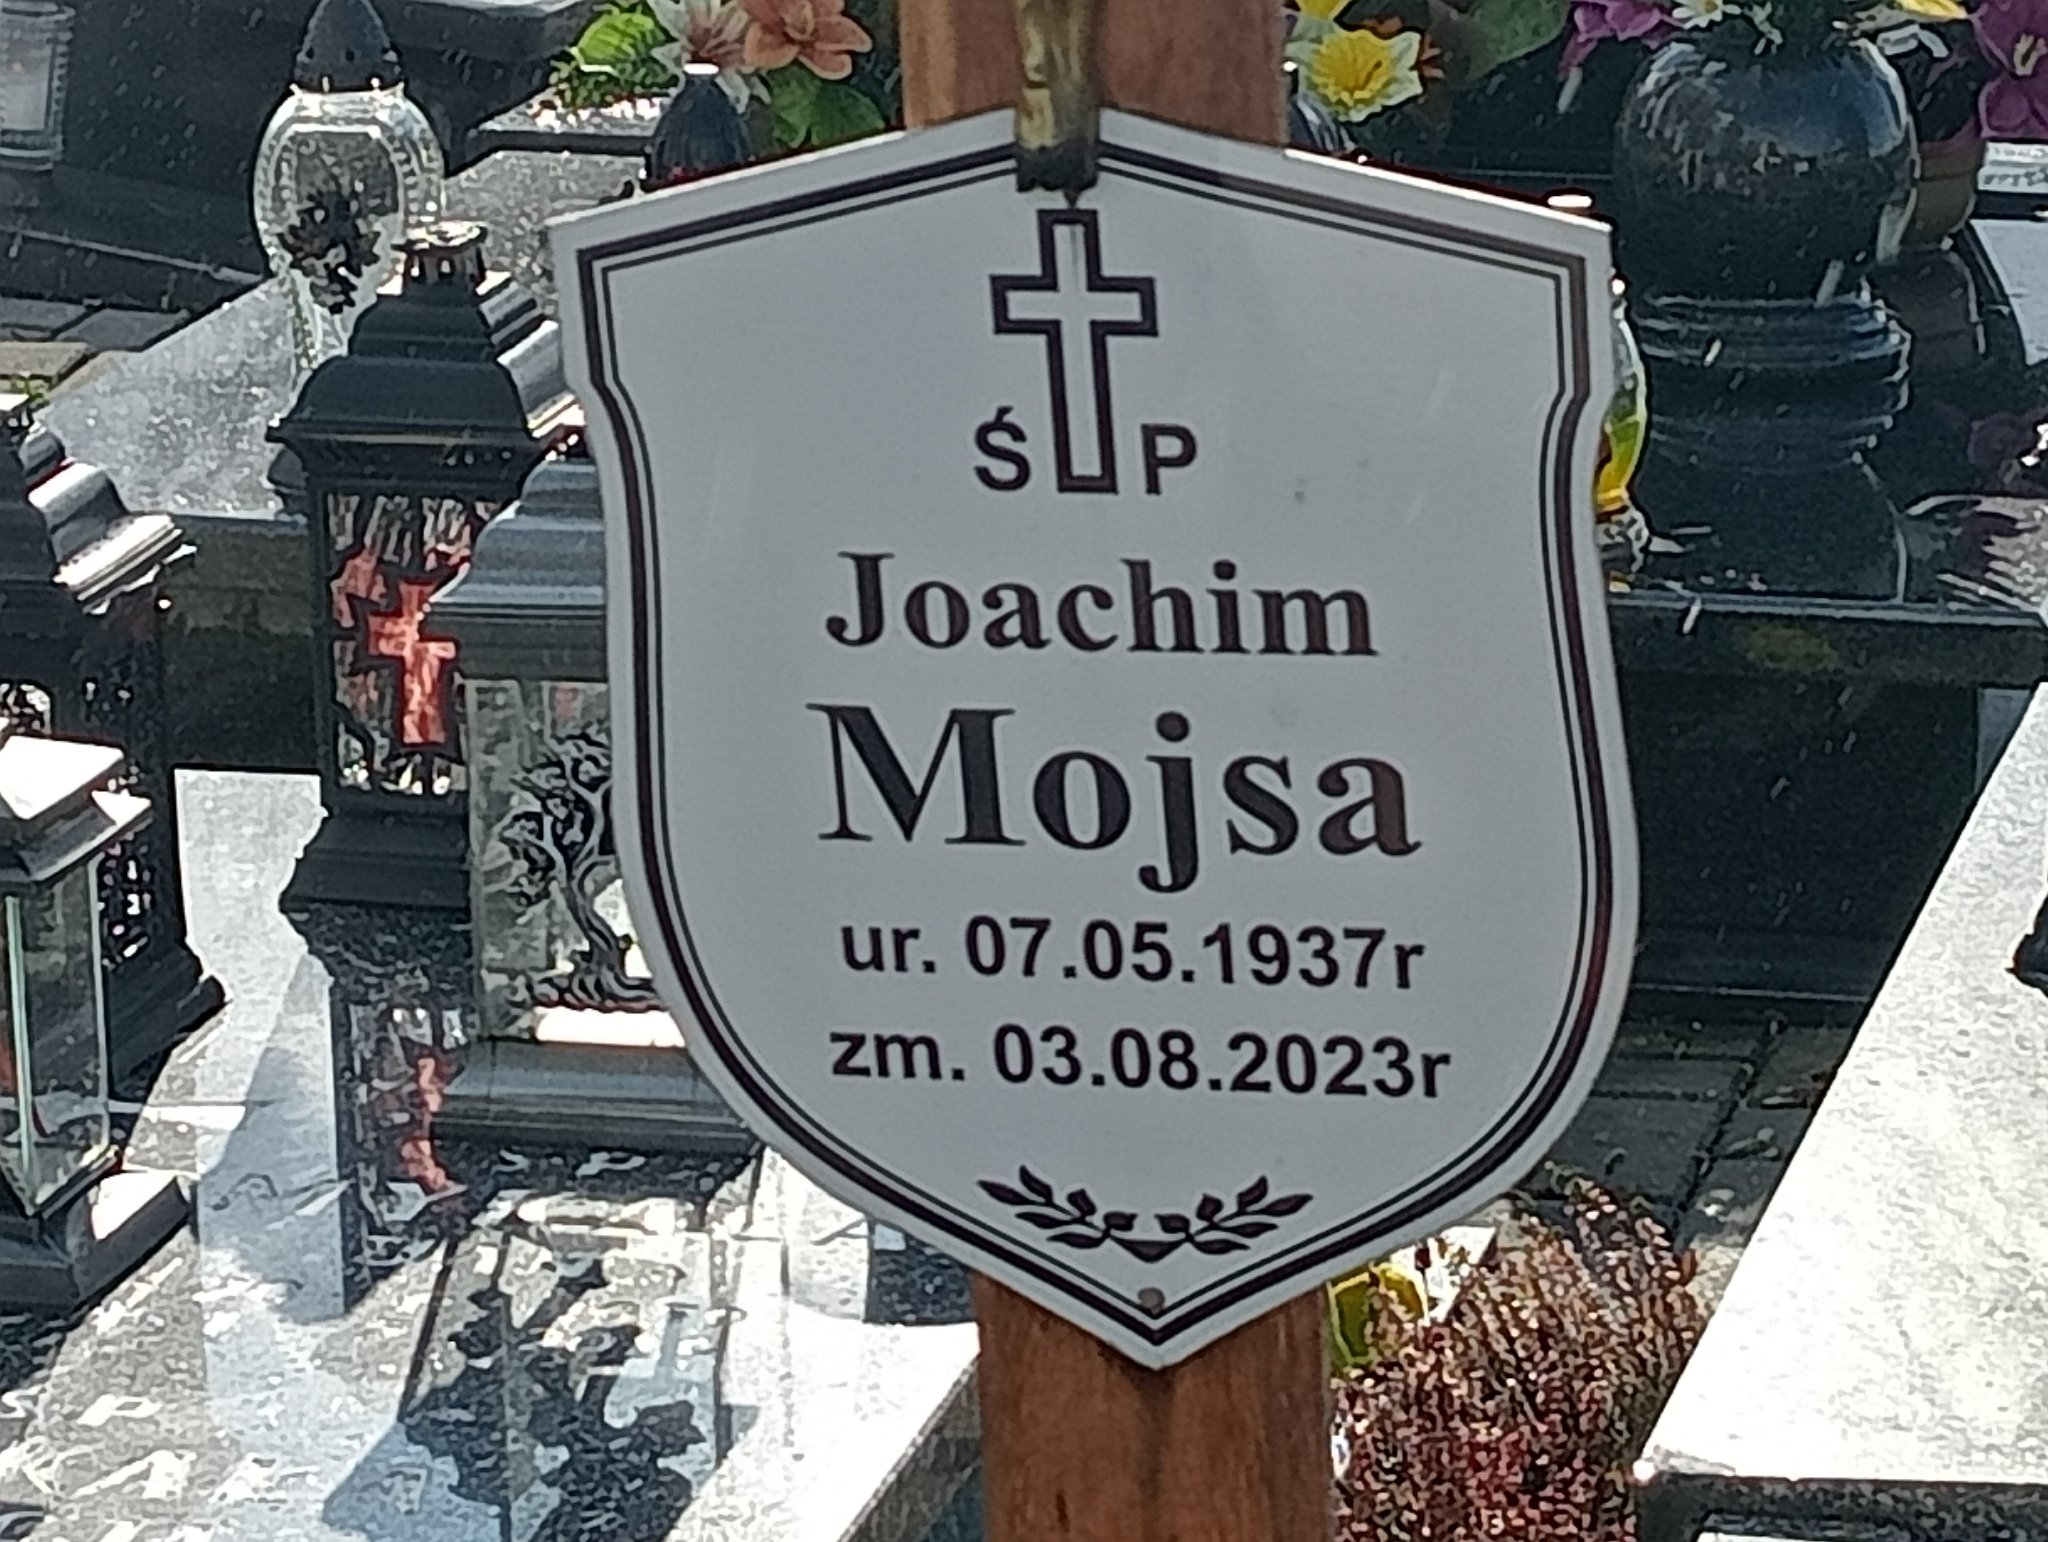 Ś P
Joachim
Mojsa
ur. 07.05.1937r
zm. 03.08.2023r